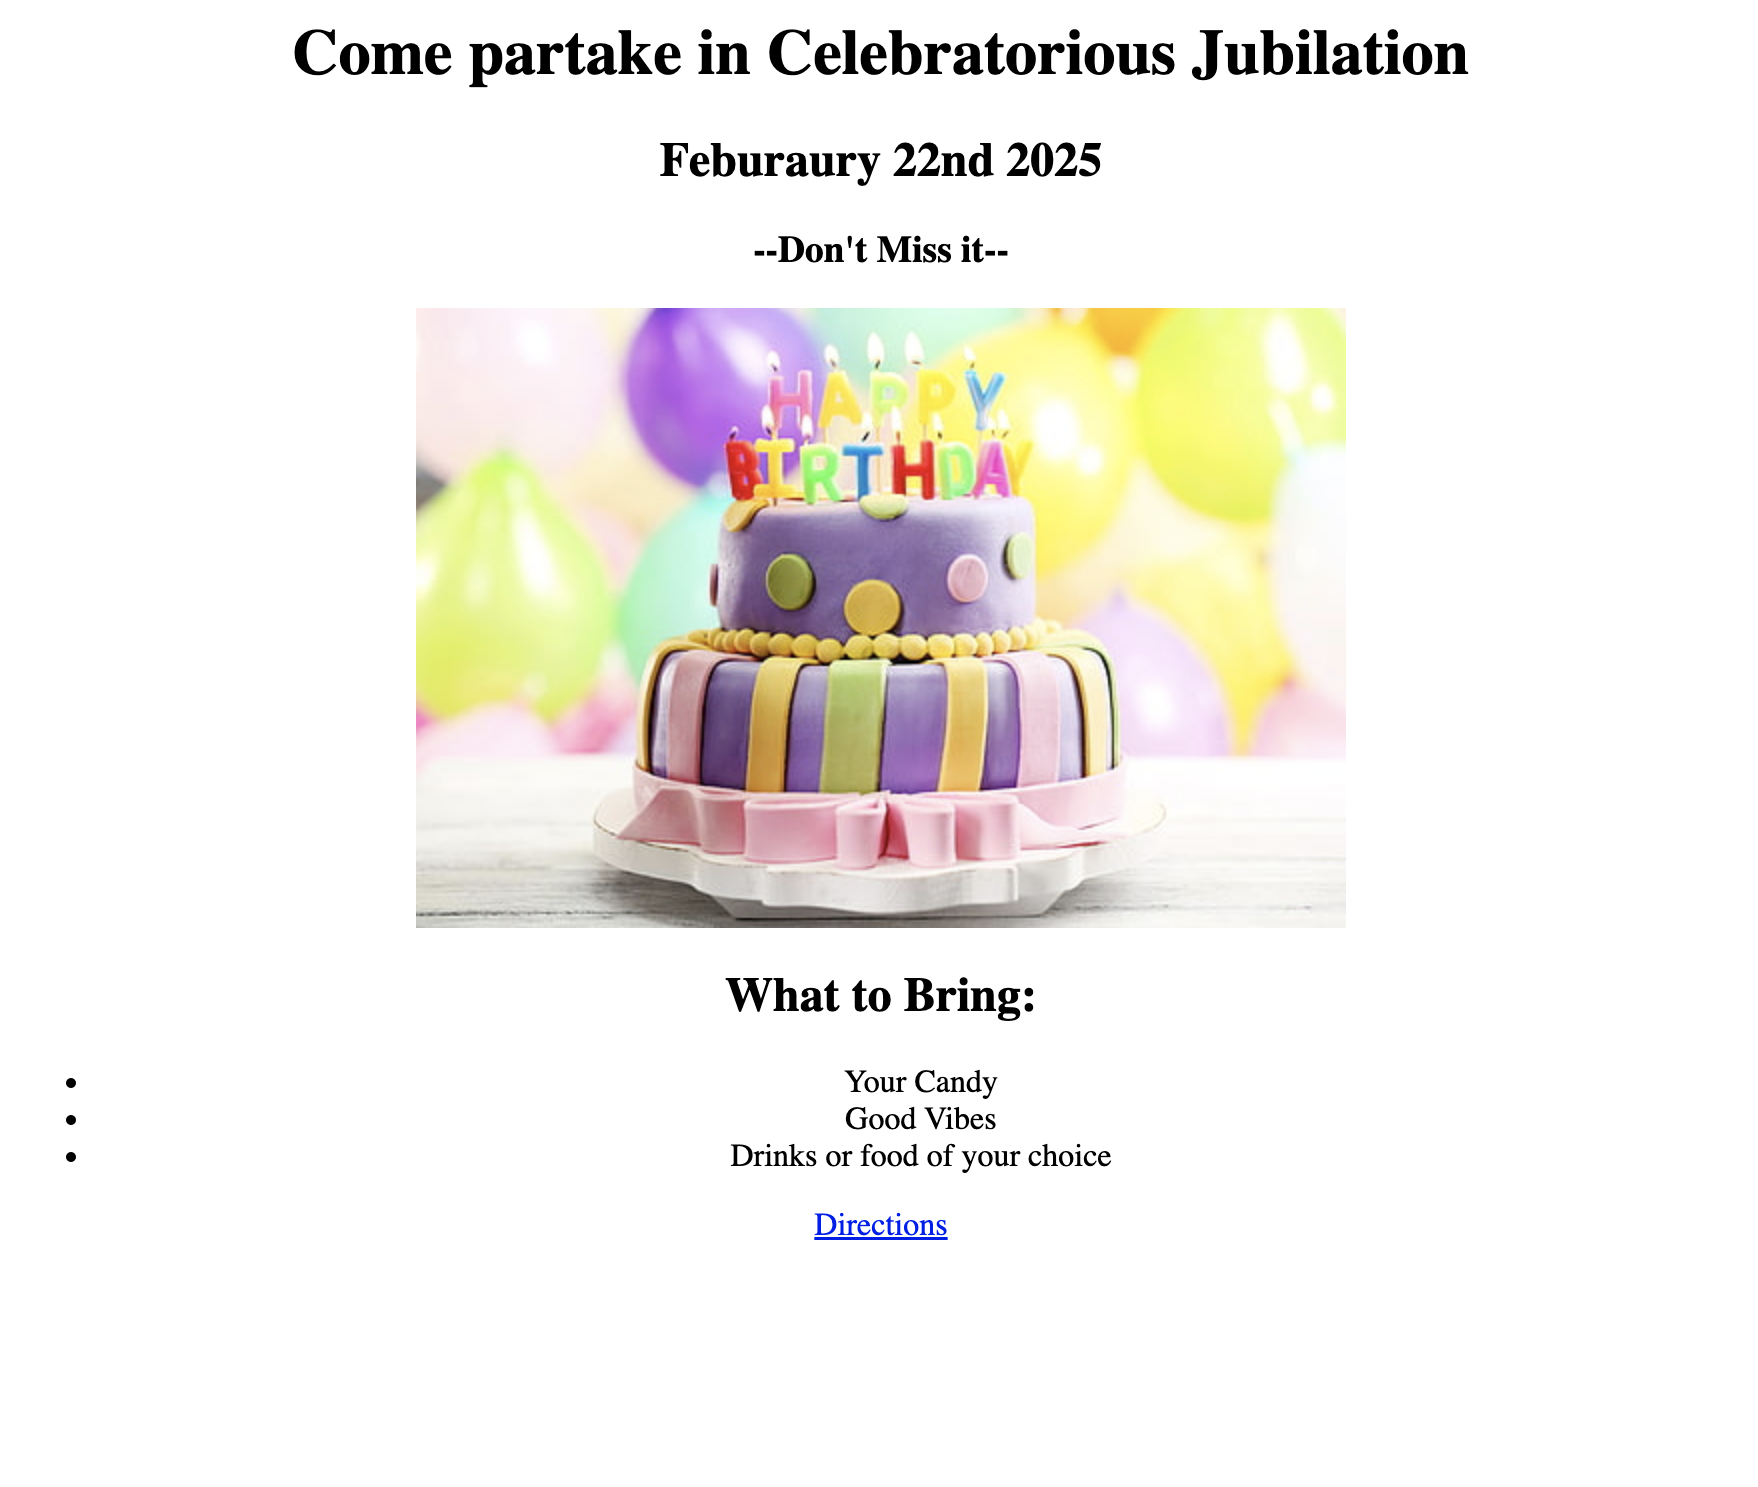 Come partake in Celebratorious Jubilation
Feburaury 22nd 2025
--Don't Miss it--
HAPPY
BIRTHDAY
What to Bring:
• Your Candy
• Good Vibes
• Drinks or food of your choice
Directions